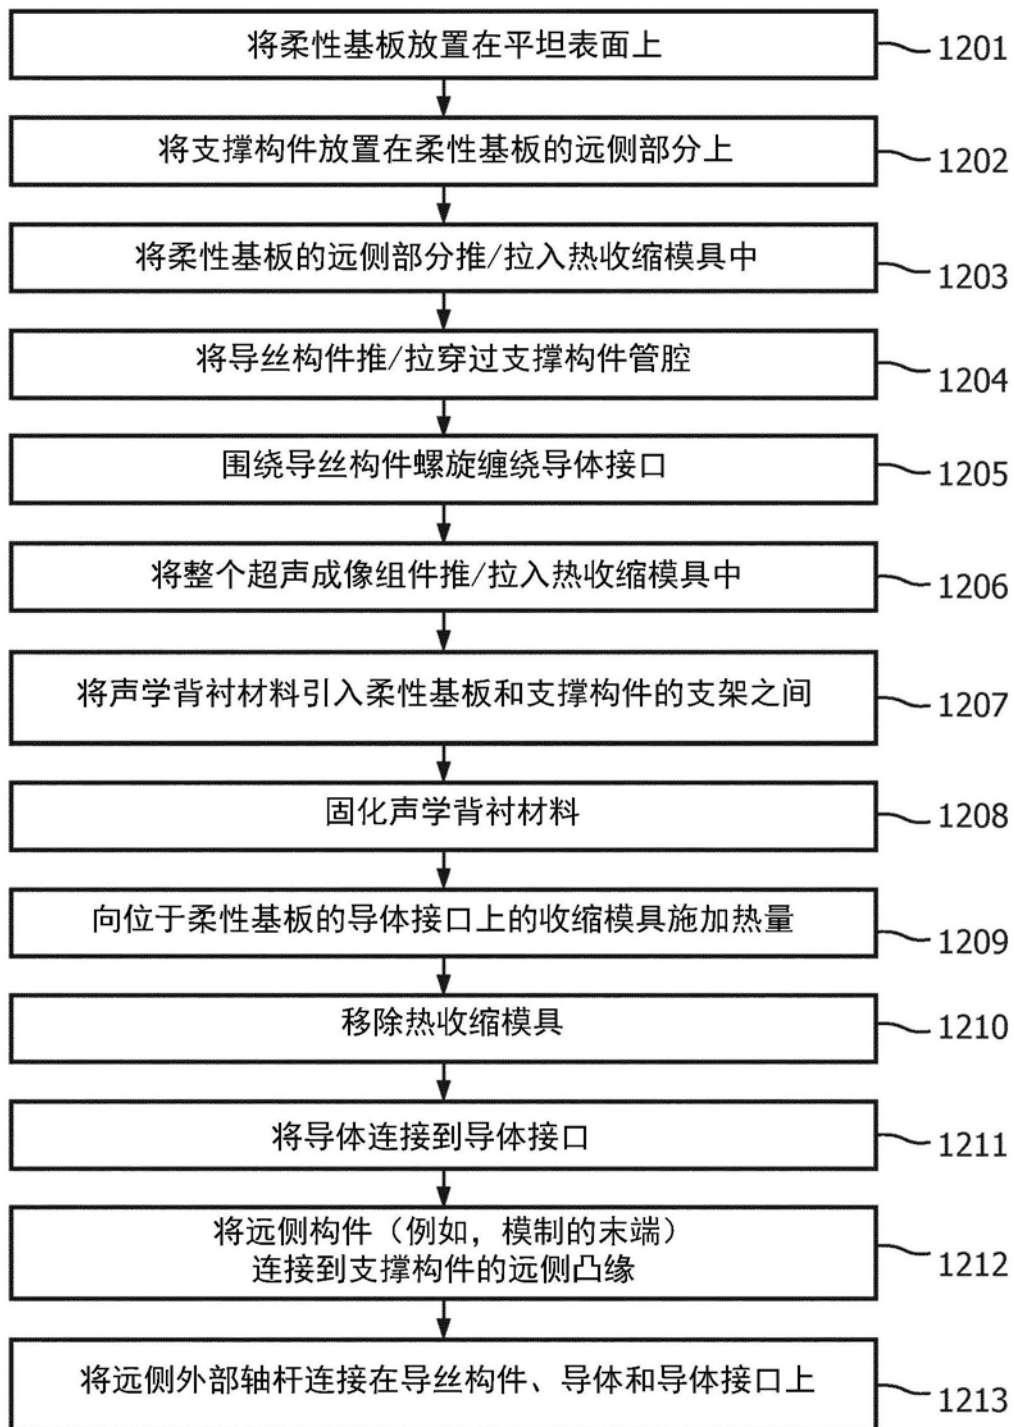 将柔性基板放置在平坦表面上
1201
将支撑构件放置在柔性基板的远侧部分上
1202
将柔性基板的远侧部分推/拉入热收缩模具中
1203
将导丝构件推/拉穿过支撑构件管腔
1204
围绕导丝构件螺旋缠绕导体接口
1205
将整个超声成像组件推/拉入热收缩模具中
1206
将声学背衬材料引入柔性基板和支撑构件的支架之间
1207
固化声学背衬材料
1208
向位于柔性基板的导体接口上的收缩模具施加热量
1209
移除热收缩模具
1210
将导体连接到导体接口
1211
将远侧构件（例如，模制的末端）
连接到支撑构件的远侧凸缘
1212
将远侧外部轴杆连接在导丝构件、导体和导体接口上
1213